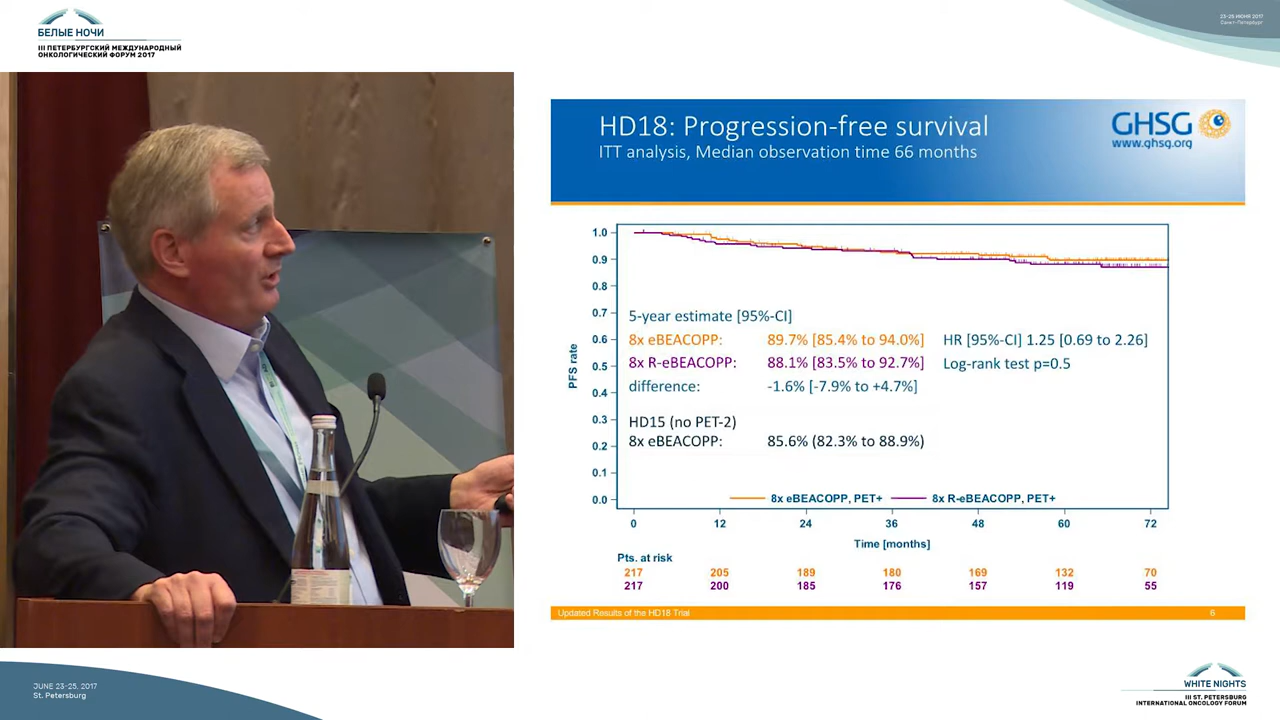 БЕЛЫЕ НОЧИ
III ПЕТЕРБУРГСКИЙ МЕЖДУНАРОДНЫЙ
ОНКОЛОГИЧЕСКИЙ ФОРУМ 2017
23-25 ИЮНЯ 2017
Санкт-Петербург
HD18: Progression-free survival
ITT analysis, Median observation time 66 months
GHSG
www.ghsg.org
PFS rate
1.0
0.9
0.8
0.7
0.6
0.5
0.4
0.3
0.2
0.1
0.0
5-year estimate [95%-CI]
8x eBEACOPP: 89.7% [85.4% to 94.0%] HR [95%-CI] 1.25 [0.69 to 2.26]
8x R-eBEACOPP: 88.1% [83.5% to 92.7%] Log-rank test p=0.5
difference: -1.6% [-7.9% to +4.7%]
HD15 (no PET-2)
8x eBEACOPP: 85.6% (82.3% to 88.9%)
8x eBEACOPP, PET+ 8x R-eBEACOPP, PET+
0 12 24 36 48 60 72
Time [months]
Pts. at risk
217 205 189 180 169 132 70
217 200 185 176 157 119 55
Updated Results of the HD18 Trial 6
JUNE 23-25, 2017
St. Petersburg
WHITE NIGHTS
III ST. PETERSBURG
INTERNATIONAL ONCOLOGY FORUM